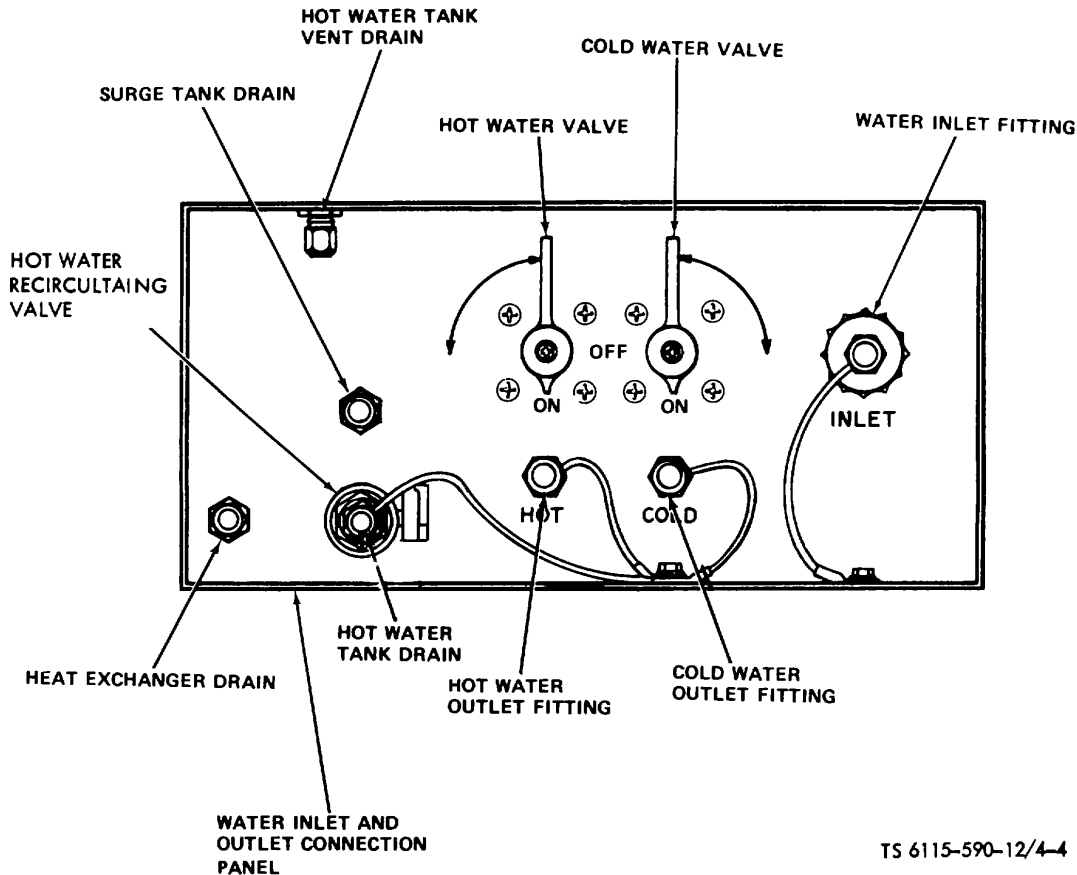 HOT WATER TANK
VENT DRAIN
COLD WATER VALVE
SURGE TANK DRAIN
HOT WATER VALVE
WATER INLET FITTING
HOT WATER
RECIRCULTAING
VALVE
OFF
ON
ON
INLET
HOT
COLD
HOT WATER
TANK DRAIN
HEAT EXCHANGER DRAIN
HOT WATER
OUTLET FITTING
COLD WATER
OUTLET FITTING
WATER INLET AND
OUTLET CONNECTION
PANEL
TS 6115-590-12/4-4